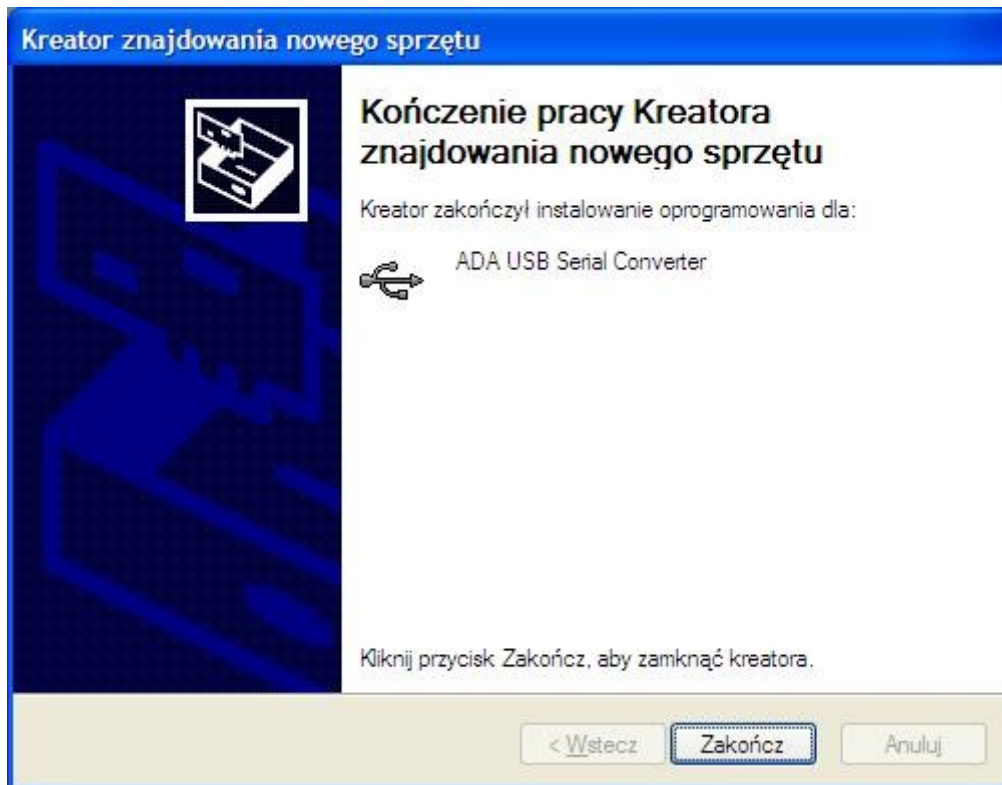 Kreator znajdowania nowego sprzętu
Kończenie pracy Kreatora
znajdowania nowego sprzętu
Kreator zakończył instalowanie oprogramowania dla:
ADA USB Serial Converter
Kliknij przycisk Zakończ, aby zamknąć kreatora.
< Wstecz
Zakończ
Anuluj